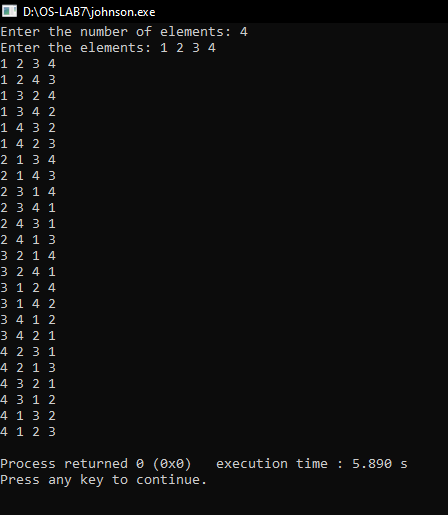 D:\OS-LAB7\johnson.exe
Enter the number of elements: 4
Enter the elements: 1 2 3 4
1 2 3 4
1 2 4 3
1 3 2 4
1 3 4 2
1 4 3 2
1 4 2 3
2 1 3 4
2 1 4 3
2 3 1 4
2 3 4 1
2 4 3 1
2 4 1 3
3 2 1 4
3 2 4 1
3 1 2 4
3 1 4 2
3 4 1 2
3 4 2 1
4 2 3 1
4 2 1 3
4 3 2 1
4 3 1 2
4 1 3 2
4 1 2 3
Process returned 0 (0x0)   execution time : 5.890 s
Press any key to continue.